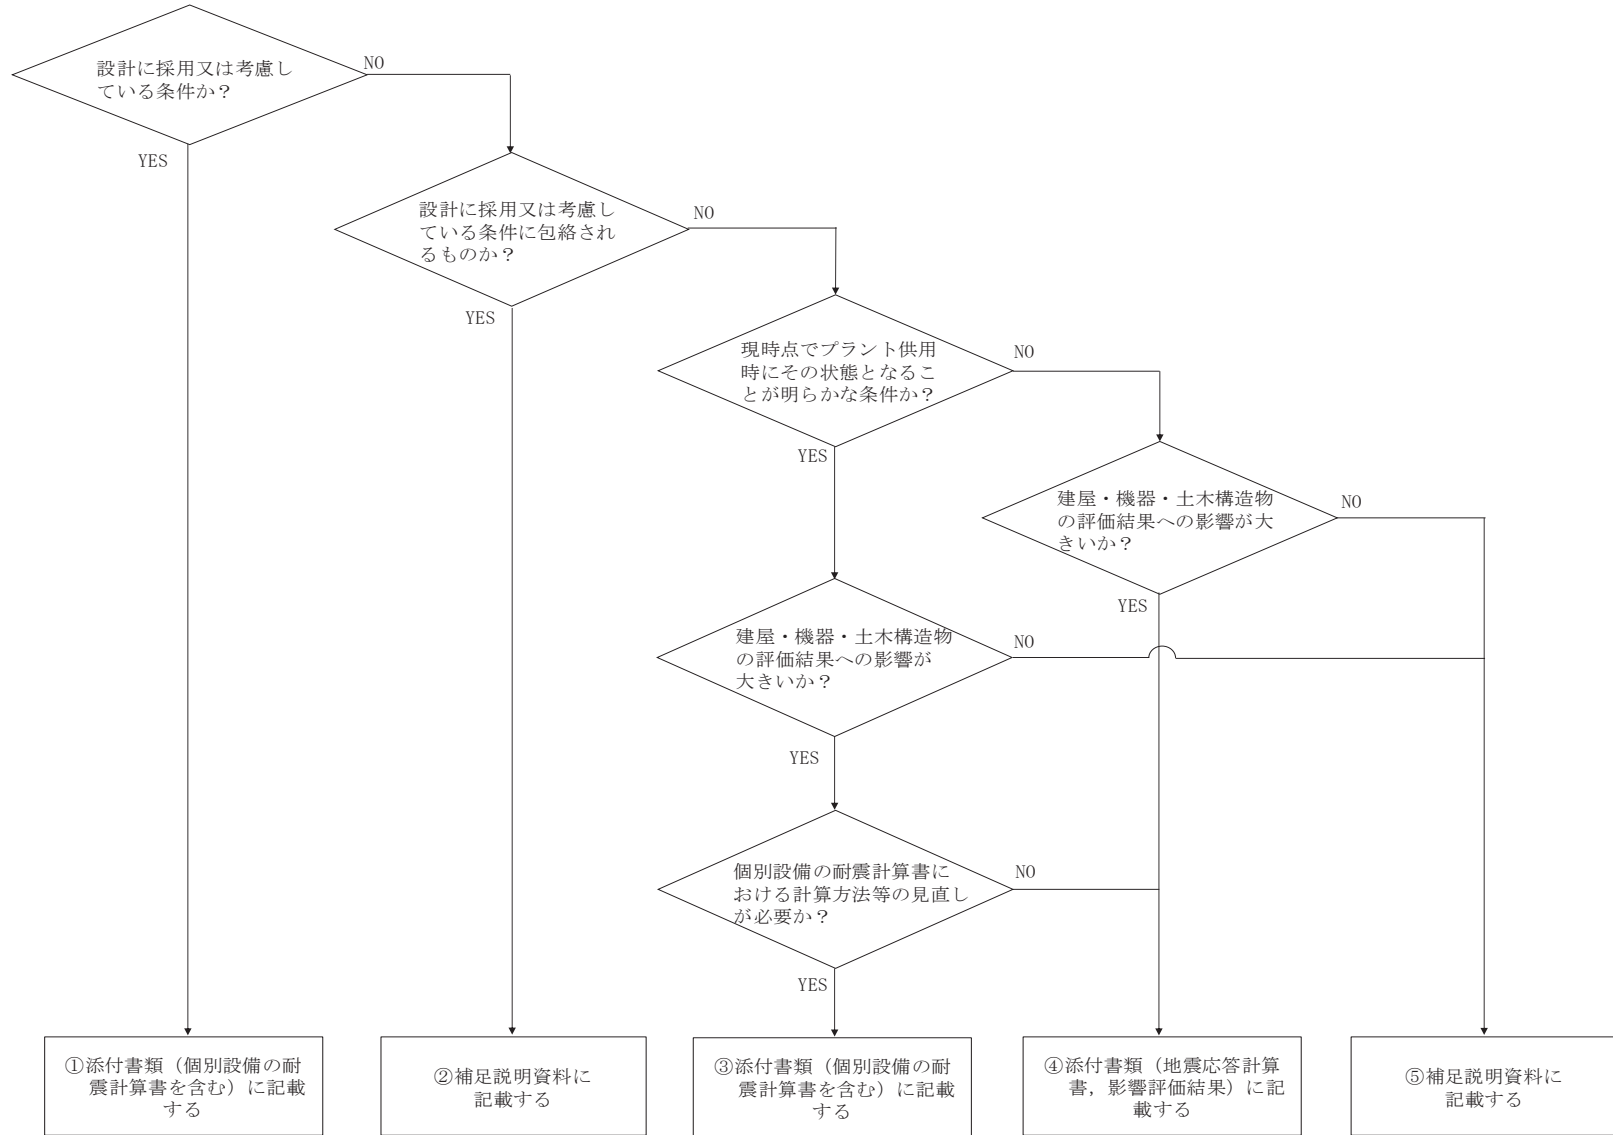 設計に採用又は考慮し
ている条件か？
NO
YES
設計に採用又は考慮し
ている条件に包絡され
るものか？
NO
YES
現時点でプラント供用
時にその状態となるこ
とが明らかな条件か？
NO
YES
建屋・機器・土木構造物
の評価結果への影響が大
きいか？
NO
YES
建屋・機器・土木構造物
の評価結果への影響が
大きいか？
NO
YES
個別設備の耐震計算書に
おける計算方法等の見直し
が必要か？
NO
YES
①添付書類（個別設備の耐
震計算書を含む）に記載
する
②補足説明資料に
記載する
③添付書類（個別設備の耐
震計算書を含む）に記載
する
④添付書類（地震応答計算
書，影響評価結果）に記
載する
⑤補足説明資料に
記載する